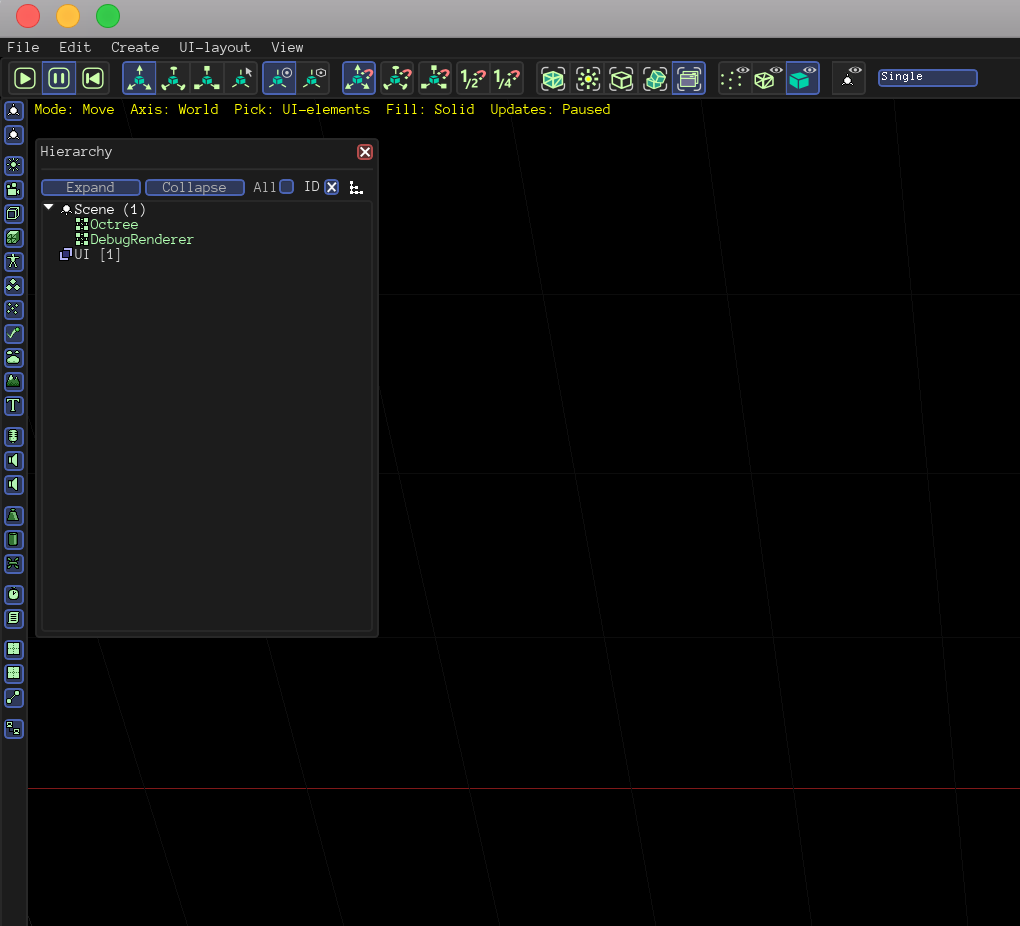 File Edit Create UI-layout View
1/2? 1/4? Single
Mode: Move Axis: World Pick: UI-elements Fill: Solid Updates: Paused
Hierarchy
Expand Collapse All ID
Scene (1)
Octree
DebugRenderer
UI [1]
T